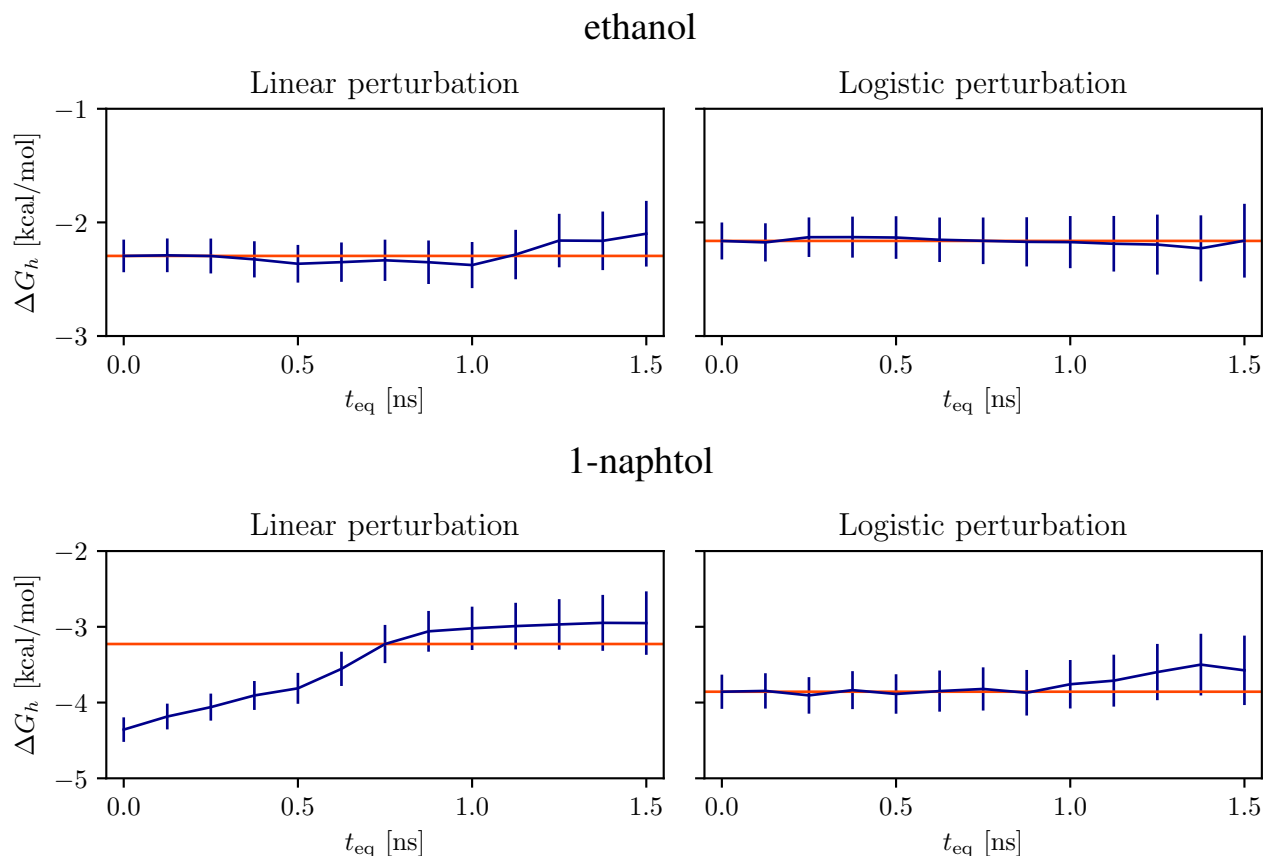 ethanol
Linear perturbation
Logistic perturbation
ΔG_h [kcal/mol]
−1
−2
−3
0.0 0.5 1.0 1.5
0.0 0.5 1.0 1.5
t_eq [ns]
t_eq [ns]
1-naphtol
Linear perturbation
Logistic perturbation
ΔG_h [kcal/mol]
−2
−3
−4
−5
0.0 0.5 1.0 1.5
0.0 0.5 1.0 1.5
t_eq [ns]
t_eq [ns]